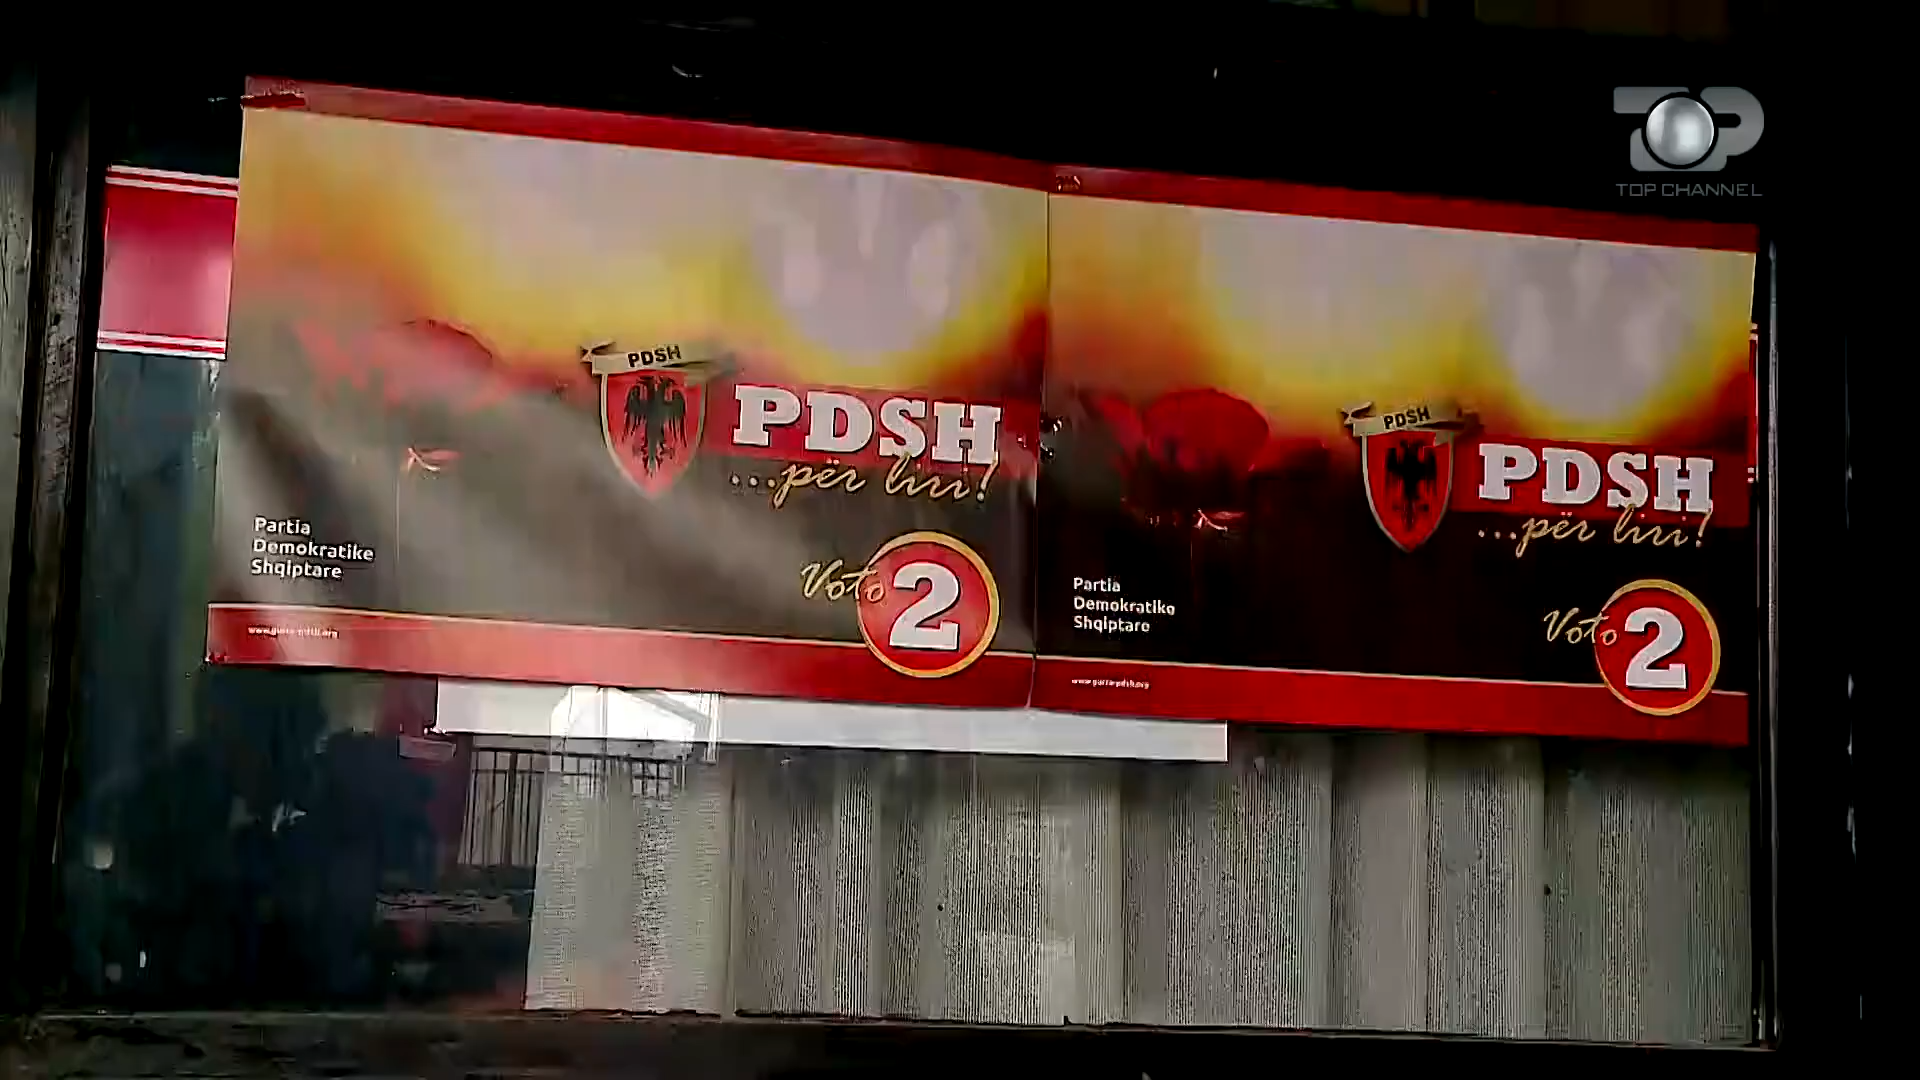 TOP CHANNEL
PDSH
PDSH
...për liri!
Partia
Demokratike
Shqiptare
Voto 2
PDSH
PDSH
...për liri!
Partia
Demokratike
Shqiptare
Voto 2